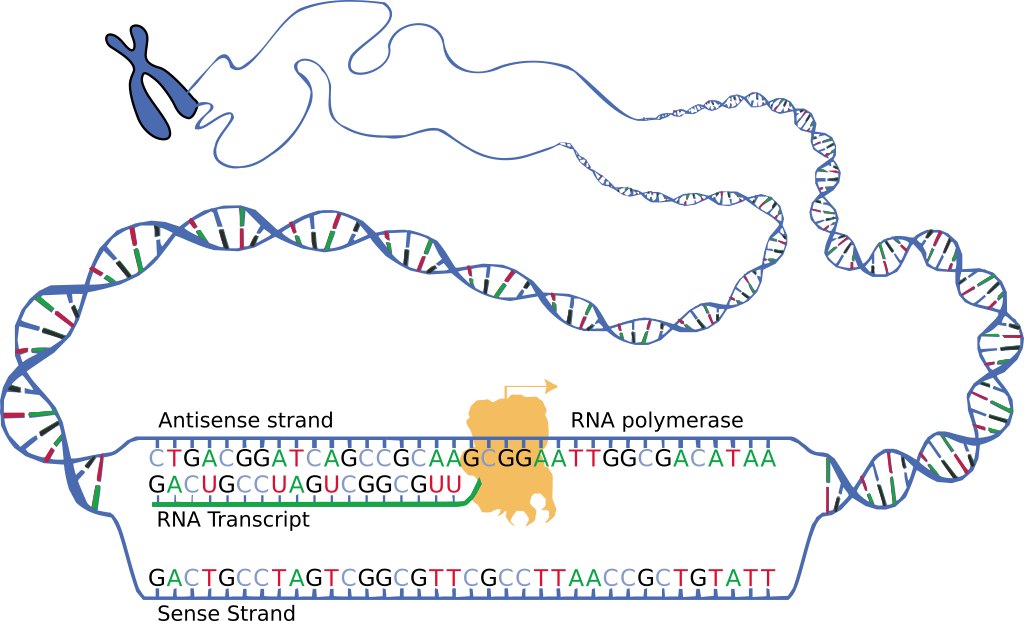 Antisense strand
RNA polymerase
CTGACGGATCAGCCGCAAGCGGAATTGGCGACATAA
GACUGCCUAGUCGGCGUU
RNA Transcript
GACTGCCTAGTCGGCGTTCGCCTTAACCGCTGTATT
Sense Strand